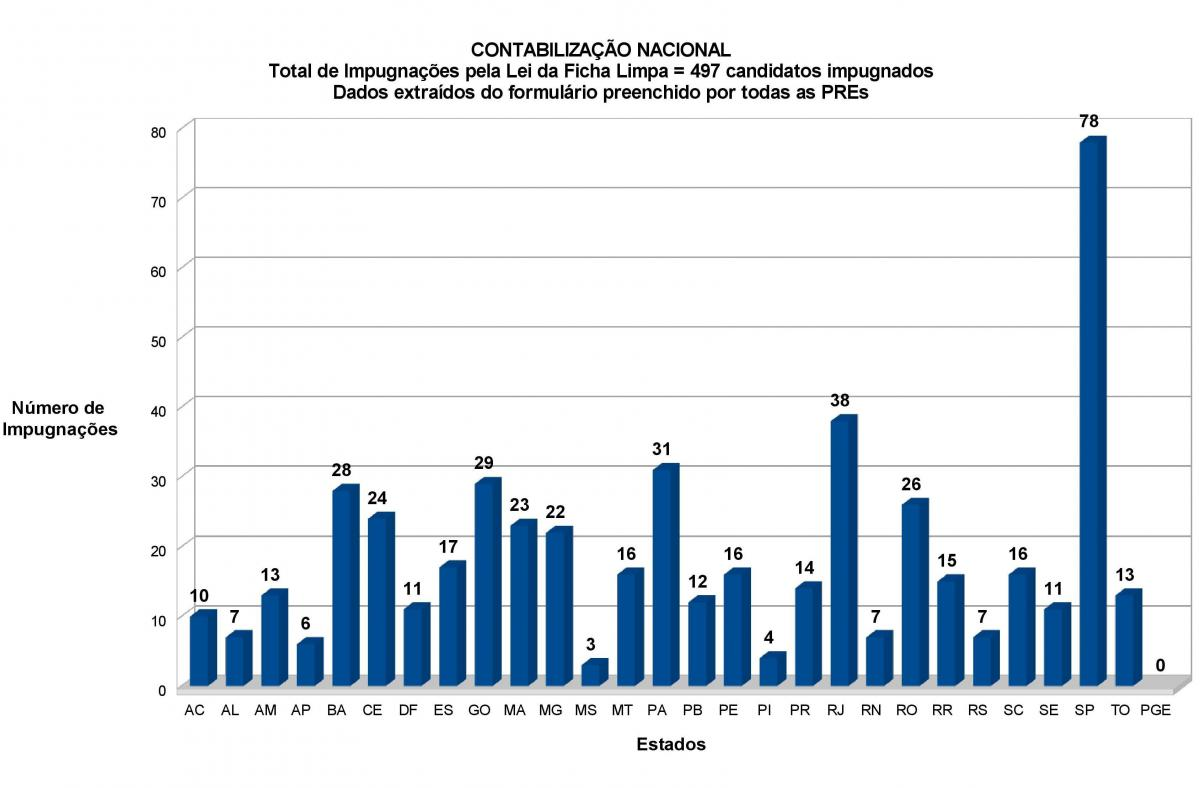 CONTABILIZAÇÃO NACIONAL
Total de Impugnações pela Lei da Ficha Limpa = 497 candidatos impugnados
Dados extraídos do formulário preenchido por todas as PREs
80
70
60
50
40
30
20
10
0
Número de
Impugnações
10 7 13 6 28 24 11 17 29 23 22 3 16 31 12 16 4 14 38 7 26 15 7 16 11 78 13 0
AC AL AM AP BA CE DF ES GO MA MG MS MT PA PB PE PI PR RJ RN RO RR RS SC SE SP TO PGE
Estados